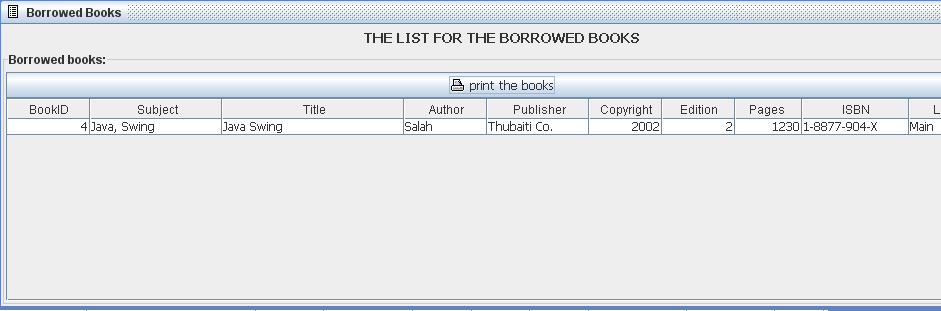 Borrowed Books
THE LIST FOR THE BORROWED BOOKS
Borrowed books:
print the books
BookID Subject Title Author Publisher Copyright Edition Pages ISBN L
4 Java, Swing Java Swing Salah Thubaiti Co. 2002 2 1230 1-8877-904-X Main